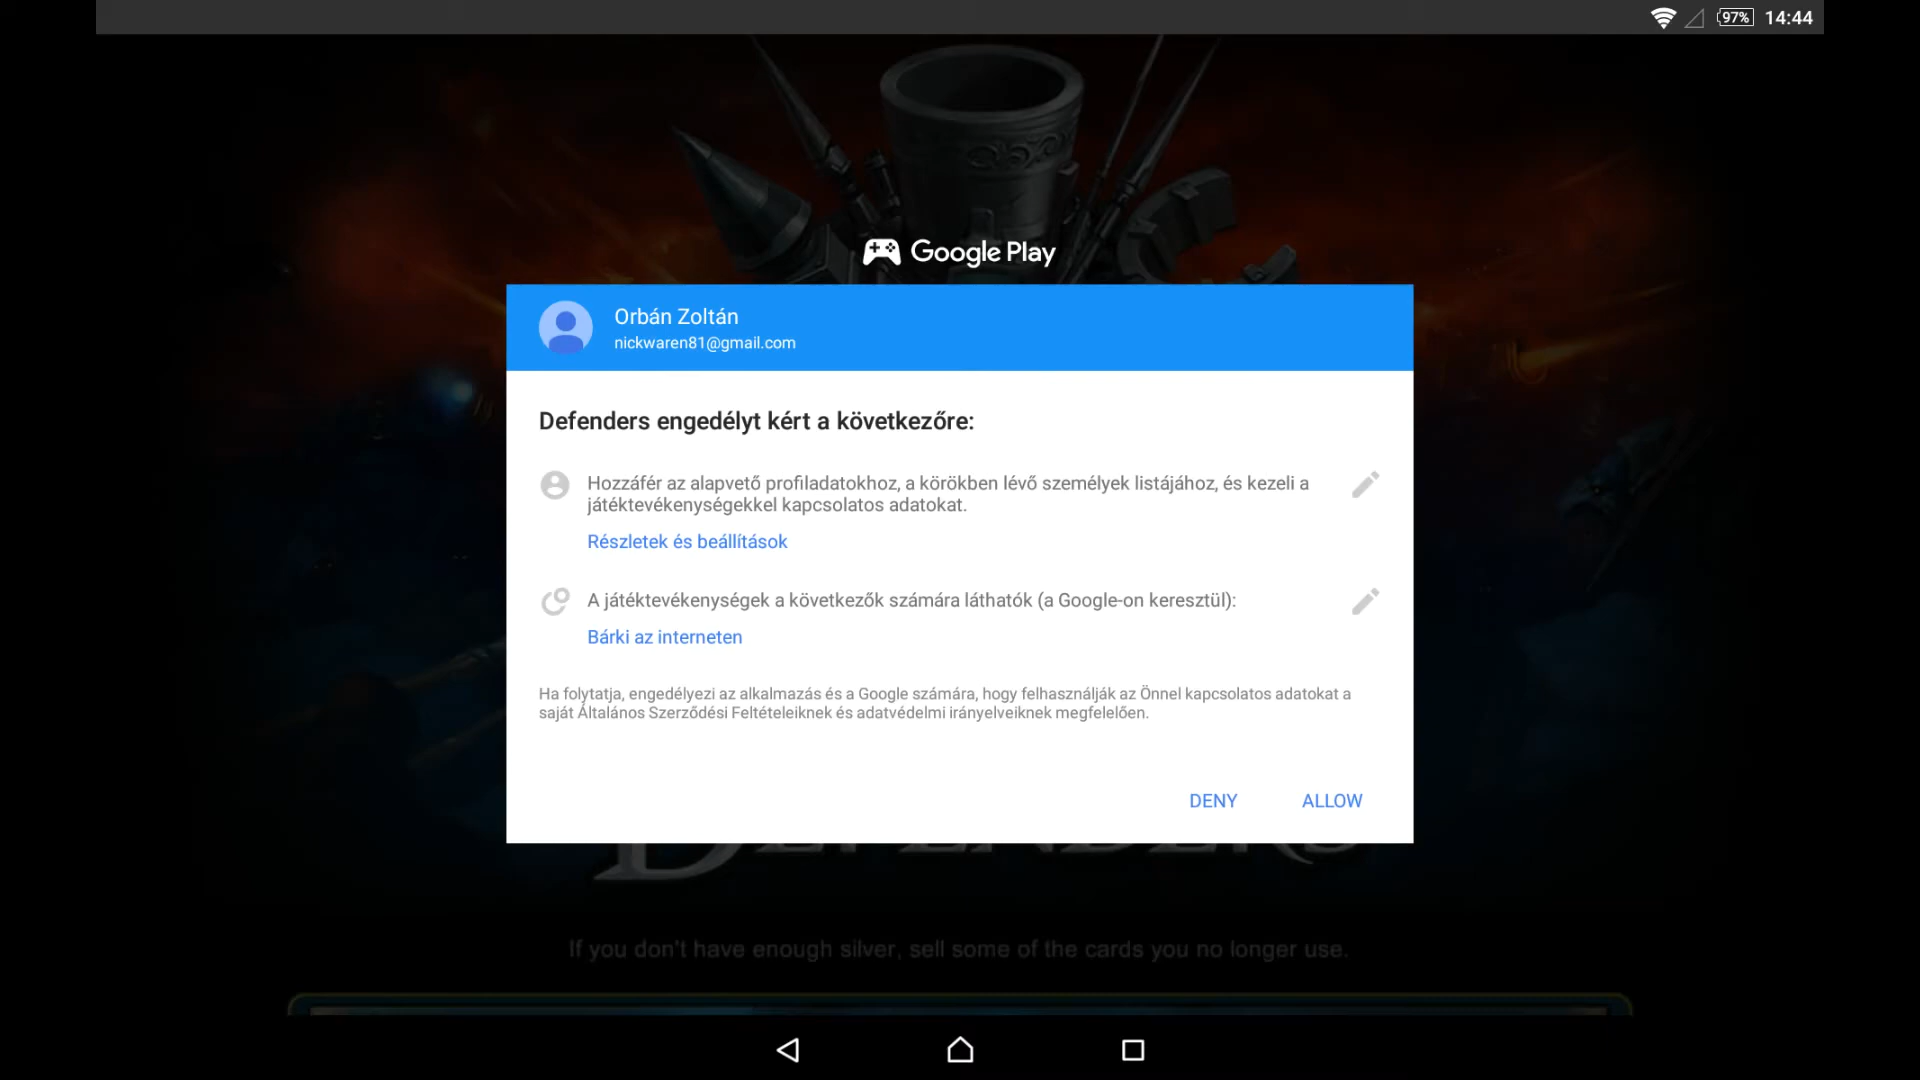 97% 14:44
Google Play
Orbán Zoltán
nickwaren81@gmail.com
Defenders engedélyt kért a következőre:
Hozzáfér az alapvető profiladatokhoz, a körökben lévő személyek listájához, és kezeli a
játéktevékenységekkel kapcsolatos adatokat.
Részletek és beállítások
A játéktevékenységek a következők számára láthatók (a Google-on keresztül):
Bárki az interneten
Ha folytatja, engedélyezi az alkalmazás és a Google számára, hogy felhasználják az Önnel kapcsolatos adatokat a
saját Általános Szerződési Feltételeiknek és adatvédelmi irányelveiknek megfelelően.
DENY ALLOW
If you don't have enough silver, sell some of the cards you no longer use.